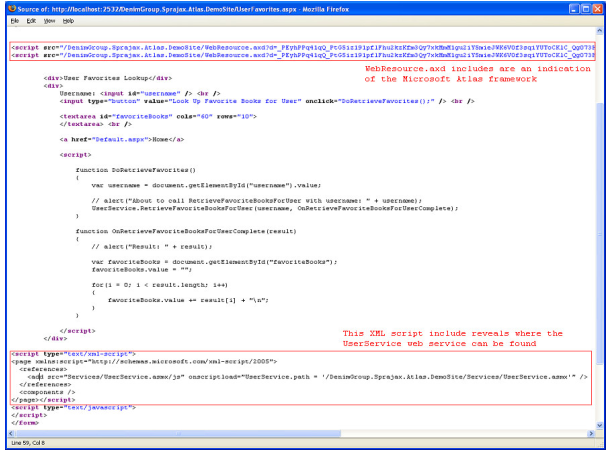 Source of: http://localhost:2532/DenimGroup.Sprajax.Atlas.DemoSite/UserFavorites.aspx - Mozilla Firefox
File Edit View Help
<script src="/DenimGroup.Sprajax.Atlas.DemoSite/WebResource.axd?
<script src="/DenimGroup.Sprajax.Atlas.DemoSite/WebResource.axd?
WebResource.axd includes are an indication
of the Microsoft Atlas framework
<div>User Favorites Lookup</div>
<div>
Username: <input id="username" /> <br />
<input type="button" value="Look Up Favorite Books for User" onclick="DoRetrieveFavorites();" /> <br />
<textarea id="favoriteBooks" cols="60" rows="10">
</textarea> <br />
<a href="Default.aspx">Home</a>
<script>
function DoRetrieveFavorites()
{
var username = document.getElementById("username").value;
// alert("About to call RetrieveFavoriteBooksForUser with username: " + username);
UserService.RetrieveFavoriteBooksForUser(username, OnRetrieveFavoriteBooksForUserComplete);
}
function OnRetrieveFavoriteBooksForUserComplete(result)
{
// alert("Result: " + result);
var favoriteBooks = document.getElementById("favoriteBooks");
favoriteBooks.value = "";
for(i = 0; i < result.length; i++)
{
favoriteBooks.value += result[i] + "\n";
}
}
</script>
</div>
This XML script include reveals where the
UserService web service can be found
<script type="text/xml-script">
<page xmlns:script="http://schemas.microsoft.com/xml-script/2005">
<references>
<add src="Services/UserService.asmx/js" onscriptload="UserService.path = '/DenimGroup.Sprajax.Atlas.DemoSite/Services/UserService.asmx'" />
</references>
<components />
</page></script>
<script type="text/javascript">
</script>
</form>
Line 59, Col 8